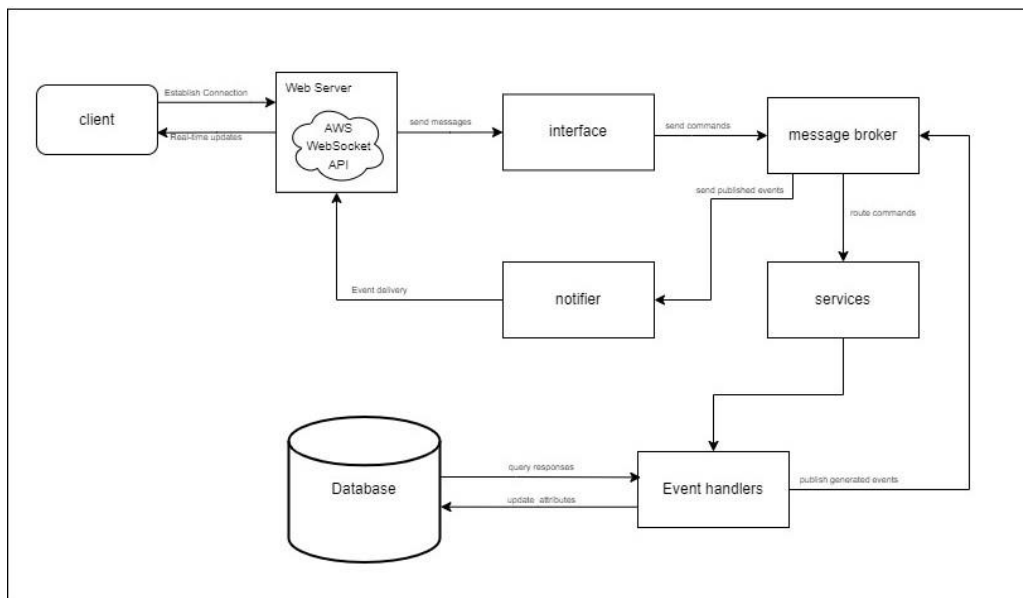 Web Server
Establish Connection
client
Real-time updates
AWS
WebSocket
API
send messages
interface
send commands
message broker
send published events
route commands
Event delivery
notifier
services
Database
query responses
update attributes
Event handlers
publish generated events